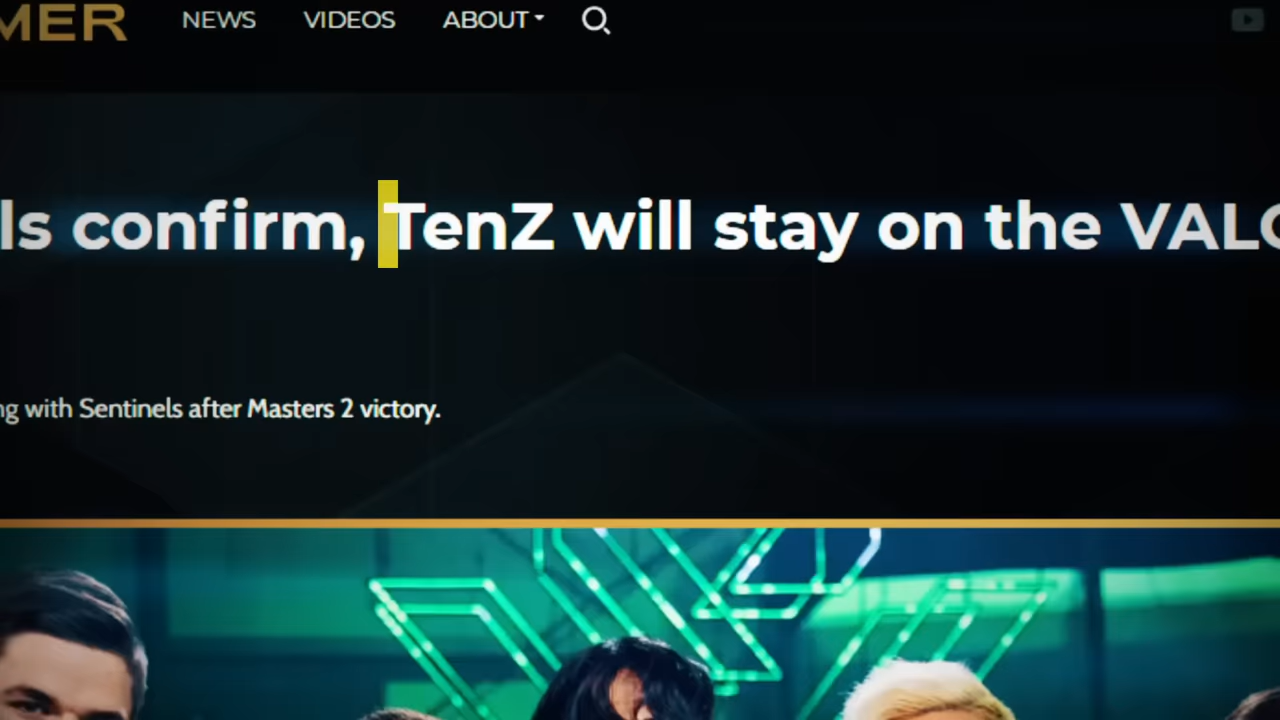 MER NEWS VIDEOS ABOUT
ls confirm, TenZ will stay on the VALO
ng with Sentinels after Masters 2 victory.